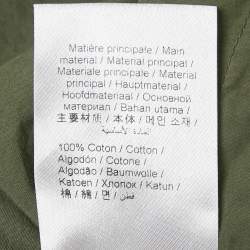 Matière principale / Main
material / Material principal /
Materiale principale / Material
principal / Hauptmaterial /
Hoofdmateriaal / Основной
материал / Bahan utama /
主要材质 / 本体 / 메인 소재 /
المادة الأساسية
100% Coton / Cotton /
Algodón / Cotone /
Algodão / Baumwolle /
Katoen / Хлопок / Katun /
棉 / 綿 / 면 / قطن